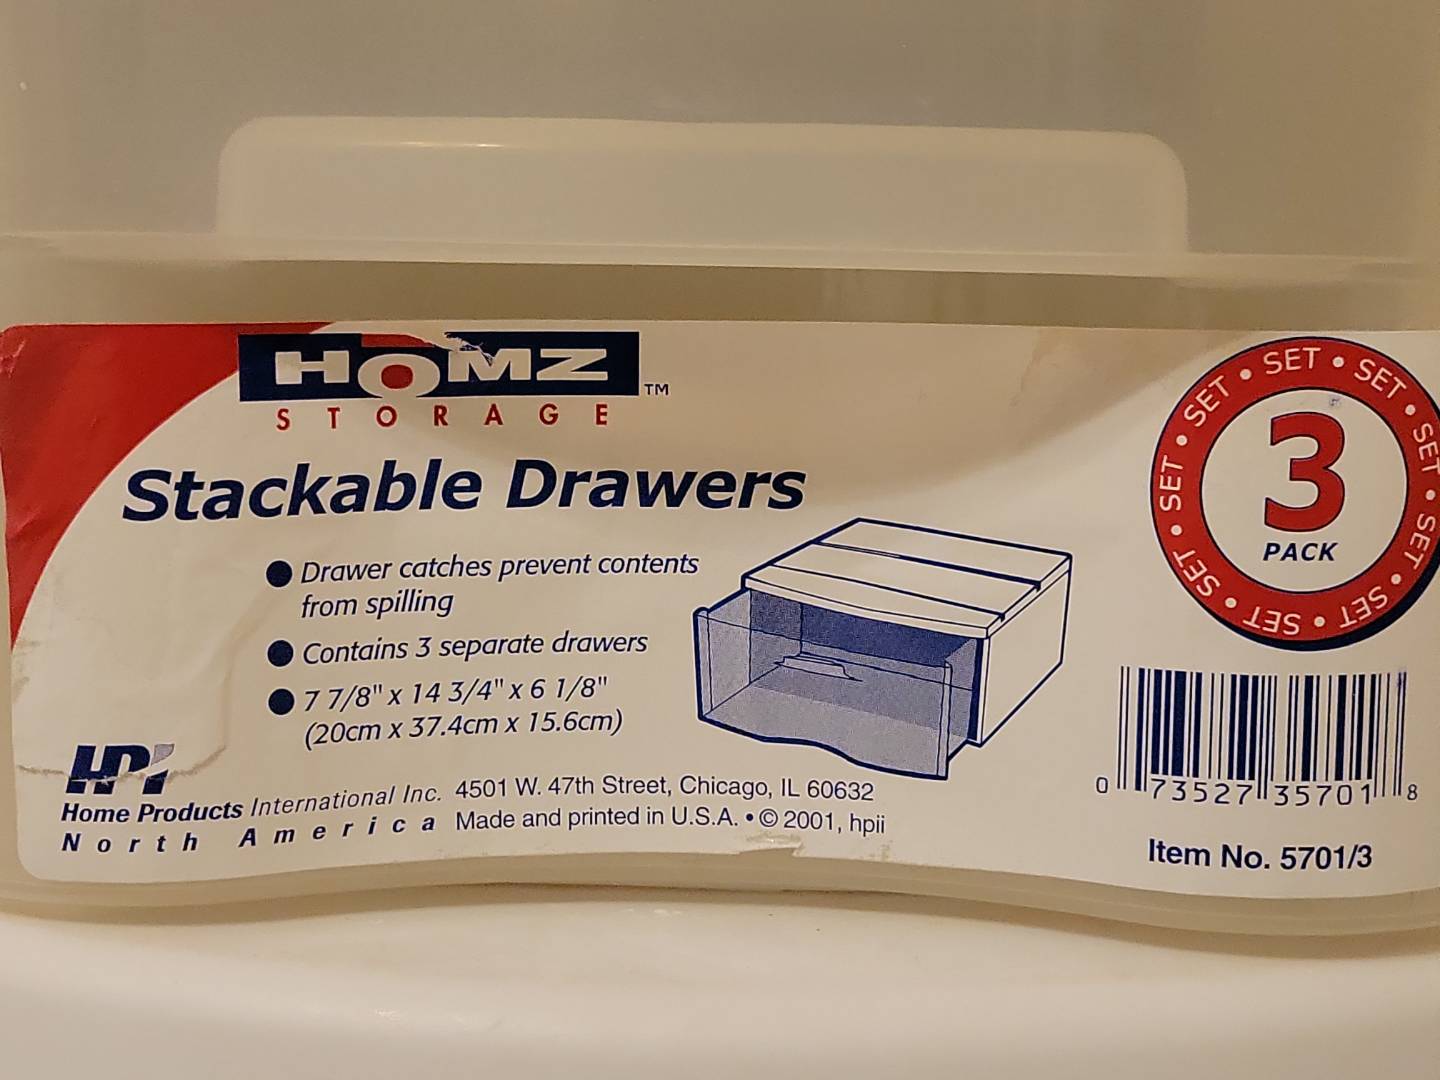 HOMZ TM
STORAGE
Stackable Drawers
● Drawer catches prevent contents
from spilling
● Contains 3 separate drawers
● 7 7/8" x 14 3/4" x 6 1/8"
(20cm x 37.4cm x 15.6cm)
SET • SET • SET • SET • SET • SET • SET • SET • SET • SET •
3
PACK
HPI
Home Products International Inc. 4501 W. 47th Street, Chicago, IL 60632
North America Made and printed in U.S.A. • © 2001, hpii
0 73527 35701 8
Item No. 5701/3